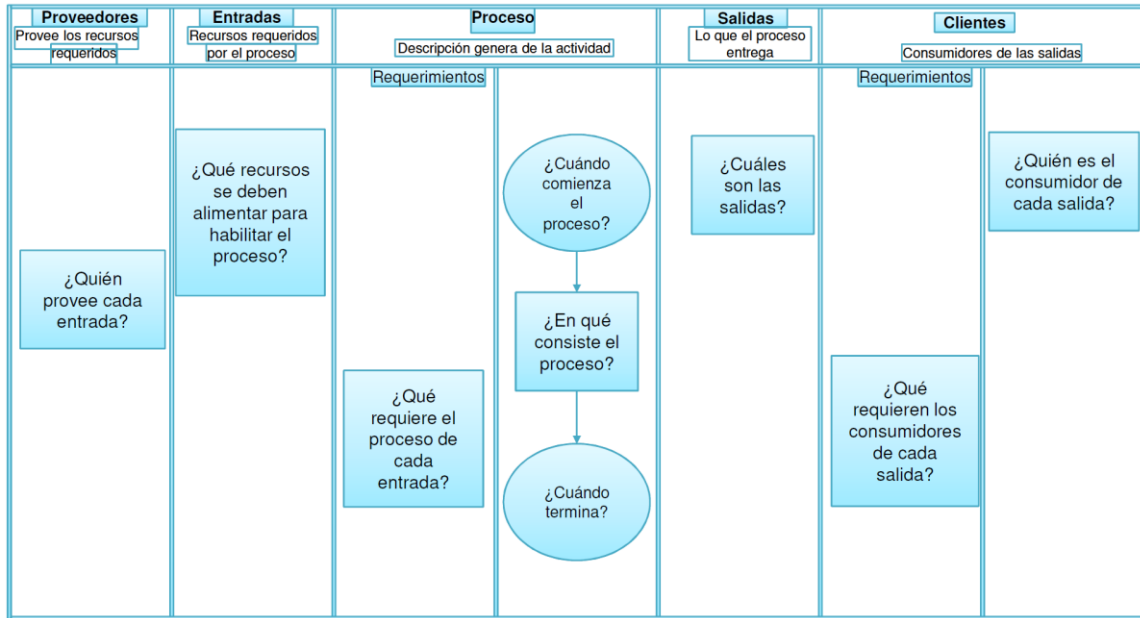 Proveedores
Provee los recursos
requeridos
Entradas
Recursos requeridos
por el proceso
Proceso
Descripción genera de la actividad
Salidas
Lo que el proceso
entrega
Clientes
Consumidores de las salidas
Requerimientos
Requerimientos
¿Quién
provee cada
entrada?
¿Qué recursos
se deben
alimentar para
habilitar el
proceso?
¿Qué
requiere el
proceso de
cada
entrada?
¿Cuándo
comienza
el
proceso?
¿En qué
consiste el
proceso?
¿Cuándo
termina?
¿Cuáles
son las
salidas?
¿Qué
requieren los
consumidores
de cada
salida?
¿Quién es el
consumidor de
cada salida?